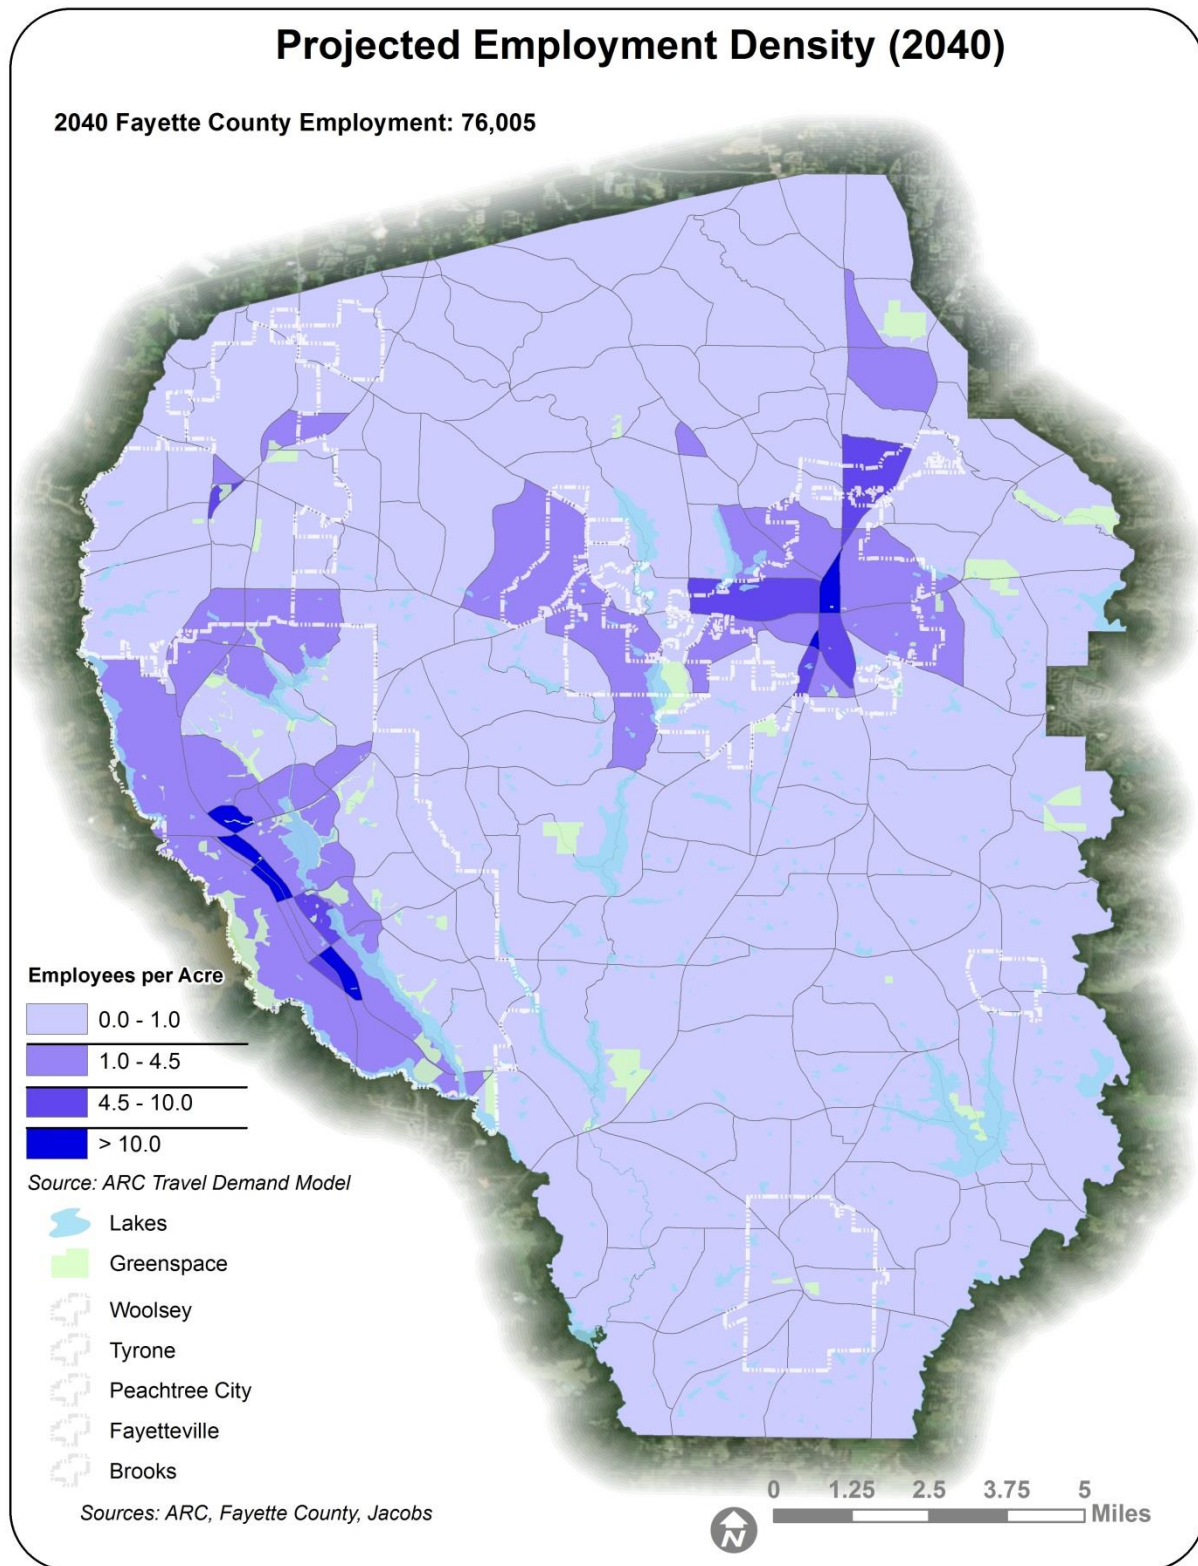 Projected Employment Density (2040)
2040 Fayette County Employment: 76,005
Employees per Acre
0.0 - 1.0
1.0 - 4.5
4.5 - 10.0
> 10.0
Source: ARC Travel Demand Model
Lakes
Greenspace
Woolsey
Tyrone
Peachtree City
Fayetteville
Brooks
Sources: ARC, Fayette County, Jacobs
N
0 1.25 2.5 3.75 5
Miles